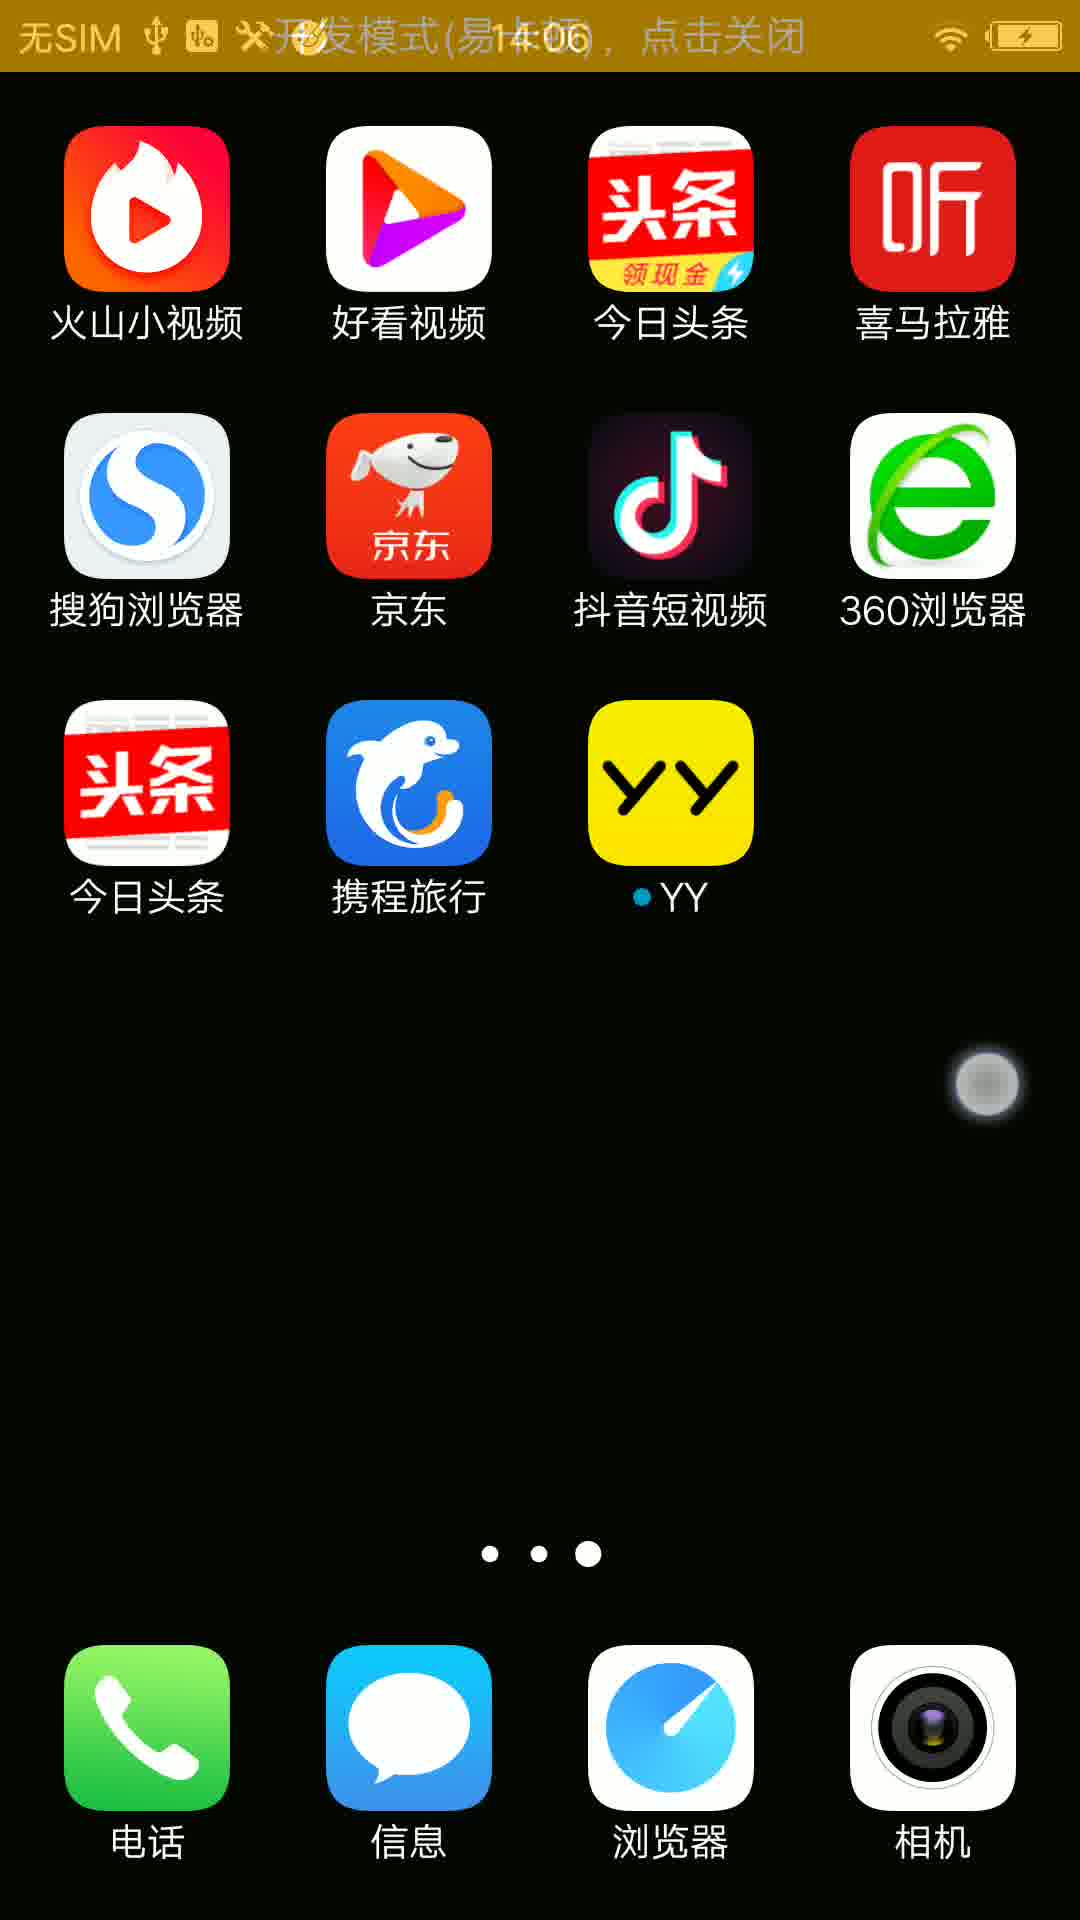 无SIM 开发模式(易卡顿)，点击关闭 14:06
头条 听
领现金
火山小视频 好看视频 今日头条 喜马拉雅
京东
搜狗浏览器 京东 抖音短视频 360浏览器
头条 YY
今日头条 携程旅行 YY
电话 信息 浏览器 相机